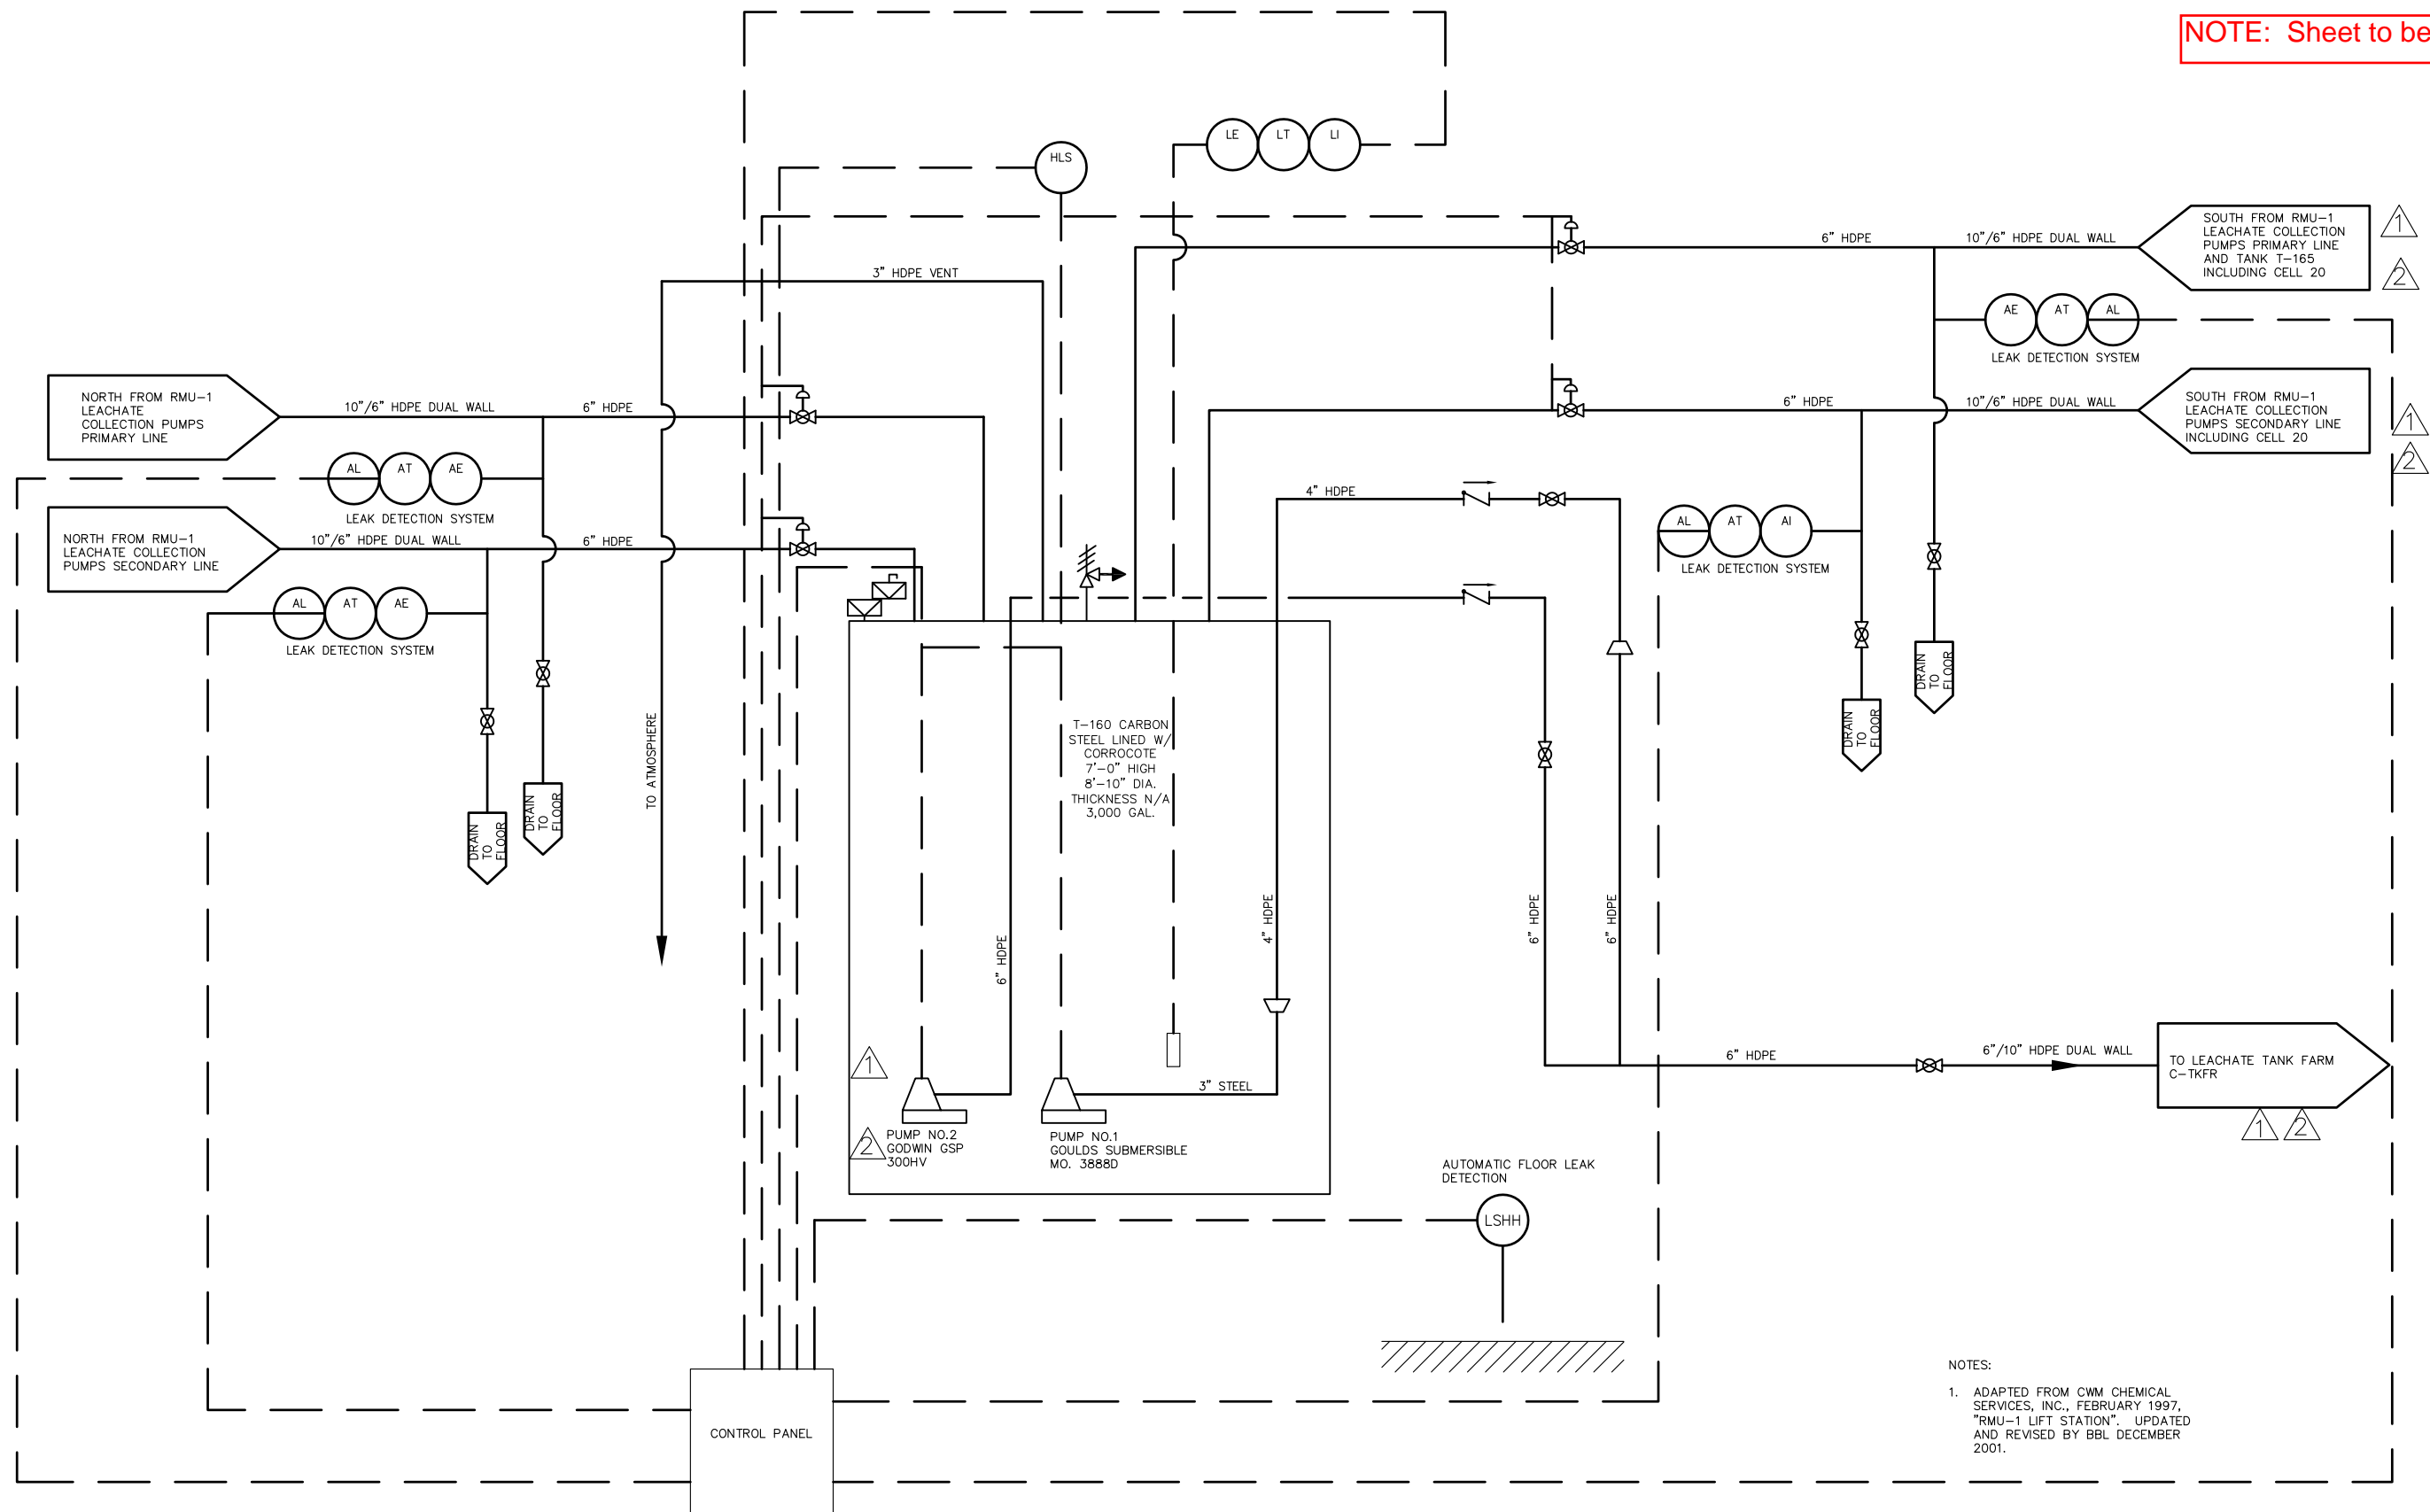 NOTE:  Sheet to be
LE
LT
LI
HLS
SOUTH FROM RMU-1
LEACHATE COLLECTION
PUMPS PRIMARY LINE
AND TANK T-165
INCLUDING CELL 20
1
2
6" HDPE
10"/6" HDPE DUAL WALL
3" HDPE VENT
AE
AT
AL
LEAK DETECTION SYSTEM
NORTH FROM RMU-1
LEACHATE
COLLECTION PUMPS
PRIMARY LINE
10"/6" HDPE DUAL WALL
6" HDPE
6" HDPE
10"/6" HDPE DUAL WALL
SOUTH FROM RMU-1
LEACHATE COLLECTION
PUMPS SECONDARY LINE
INCLUDING CELL 20
1
2
AL
AT
AE
LEAK DETECTION SYSTEM
4" HDPE
NORTH FROM RMU-1
LEACHATE COLLECTION
PUMPS SECONDARY LINE
10"/6" HDPE DUAL WALL
6" HDPE
AL
AT
AI
LEAK DETECTION SYSTEM
AL
AT
AE
LEAK DETECTION SYSTEM
DRAIN
TO
FLOOR
DRAIN
TO
FLOOR
DRAIN
TO
FLOOR
DRAIN
TO
FLOOR
TO ATMOSPHERE
T-160 CARBON
STEEL LINED W/
CORROCOTE
7'-0" HIGH
8'-10" DIA.
THICKNESS N/A
3,000 GAL.
6" HDPE
4" HDPE
6" HDPE
6" HDPE
1
3" STEEL
6" HDPE
6"/10" HDPE DUAL WALL
TO LEACHATE TANK FARM
C-TKFR
1
2
2
PUMP NO.2
GODWIN GSP
300HV
PUMP NO.1
GOULDS SUBMERSIBLE
MO. 3888D
AUTOMATIC FLOOR LEAK
DETECTION
LSHH
CONTROL PANEL
NOTES:
1. ADAPTED FROM CWM CHEMICAL
SERVICES, INC., FEBRUARY 1997,
"RMU-1 LIFT STATION". UPDATED
AND REVISED BY BBL DECEMBER
2001.